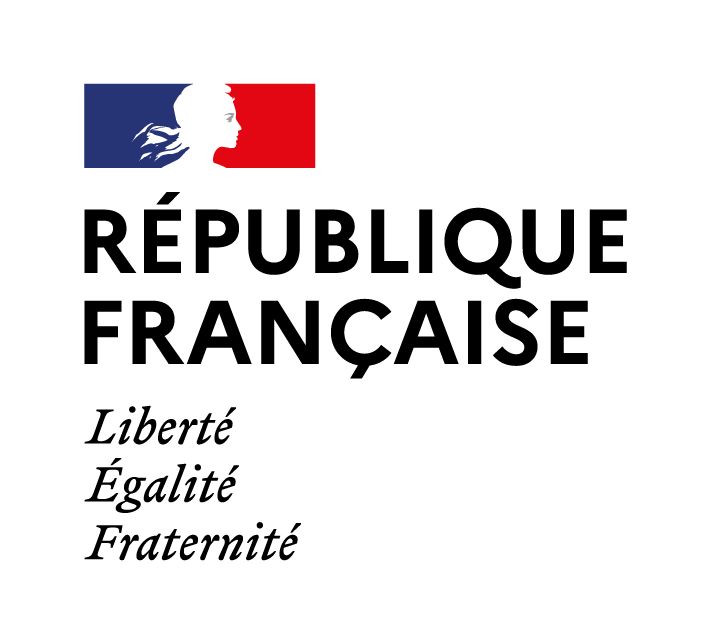 RÉPUBLIQUE
FRANÇAISE
Liberté
Égalité
Fraternité